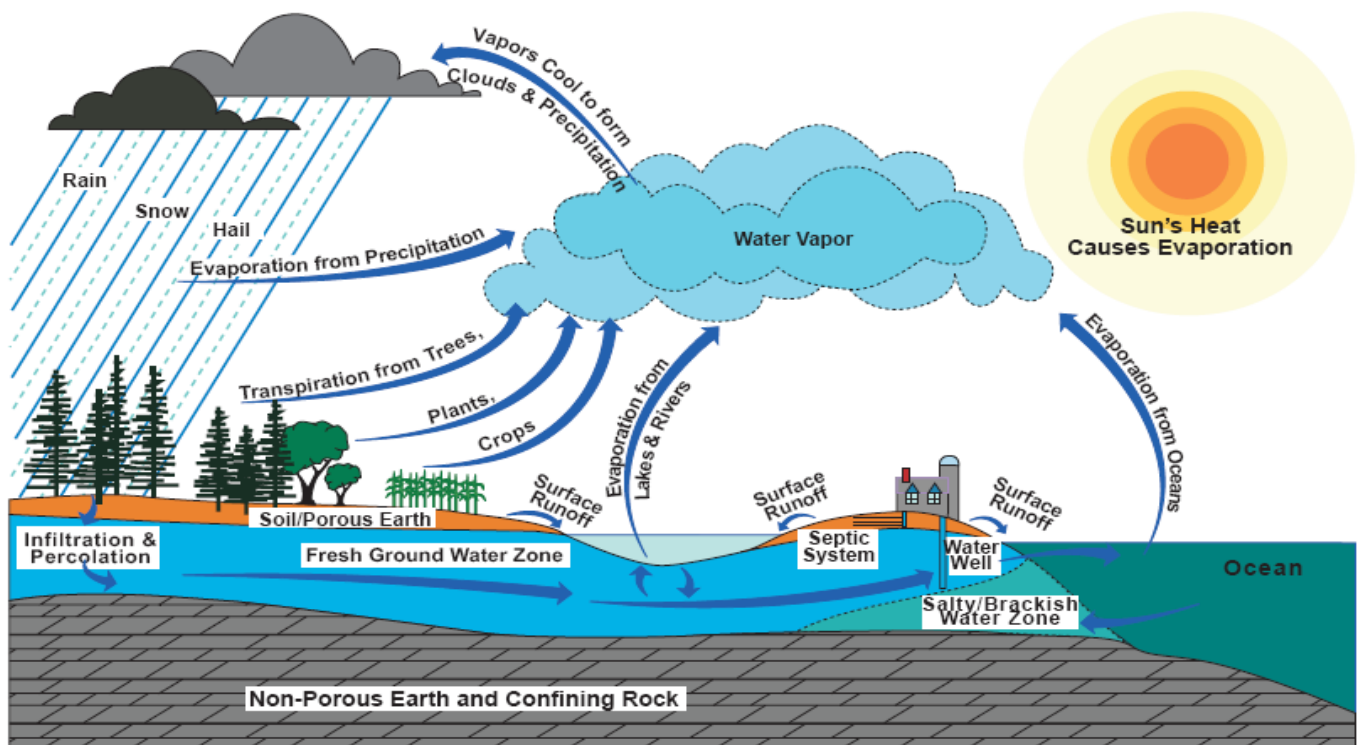 Vapors Cool to form
Clouds & Precipitation
Rain
Snow
Hail
Evaporation from Precipitation
Water Vapor
Sun's Heat
Causes Evaporation
Transpiration from Trees,
Plants,
Crops
Evaporation from
Lakes & Rivers
Evaporation from Oceans
Surface
Runoff
Surface
Runoff
Surface
Runoff
Soil/Porous Earth
Infiltration &
Percolation
Fresh Ground Water Zone
Septic
System
Water
Well
Ocean
Salty/Brackish
Water Zone
Non-Porous Earth and Confining Rock